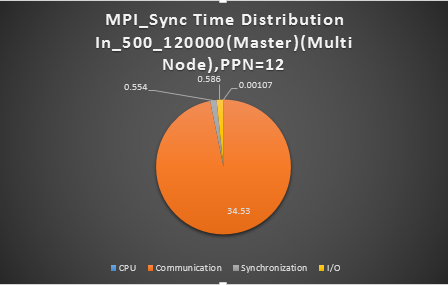 MPI_Sync Time Distribution
In_500_120000(Master)(Multi
Node),PPN=12
0.586
0.554
0.00107
34.53
CPU
Communication
Synchronization
I/O